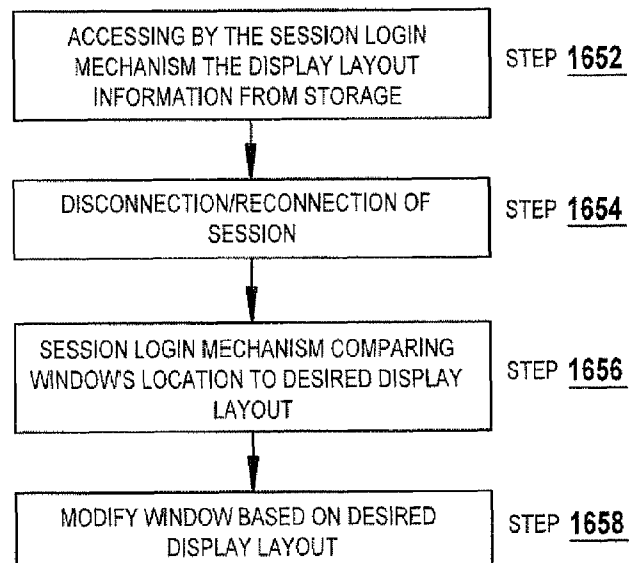 ACCESSING BY THE SESSION LOGIN
MECHANISM THE DISPLAY LAYOUT
INFORMATION FROM STORAGE
STEP 1652
DISCONNECTION/RECONNECTION OF
SESSION
STEP 1654
SESSION LOGIN MECHANISM COMPARING
WINDOW'S LOCATION TO DESIRED DISPLAY
LAYOUT
STEP 1656
MODIFY WINDOW BASED ON DESIRED
DISPLAY LAYOUT
STEP 1658